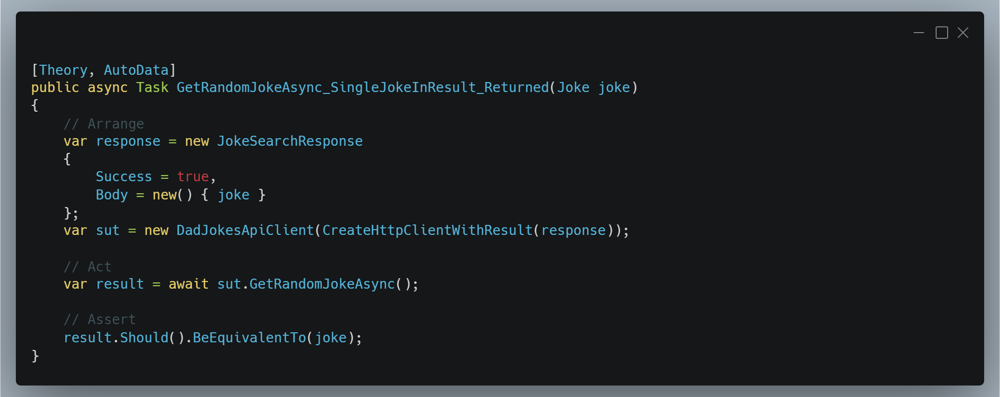 [Theory, AutoData]
public async Task GetRandomJokeAsync_SingleJokeInResult_Returned(Joke joke)
{
    // Arrange
    var response = new JokeSearchResponse
    {
        Success = true,
        Body = new() { joke }
    };
    var sut = new DadJokesApiClient(CreateHttpClientWithResult(response));

    // Act
    var result = await sut.GetRandomJokeAsync();

    // Assert
    result.Should().BeEquivalentTo(joke);
}